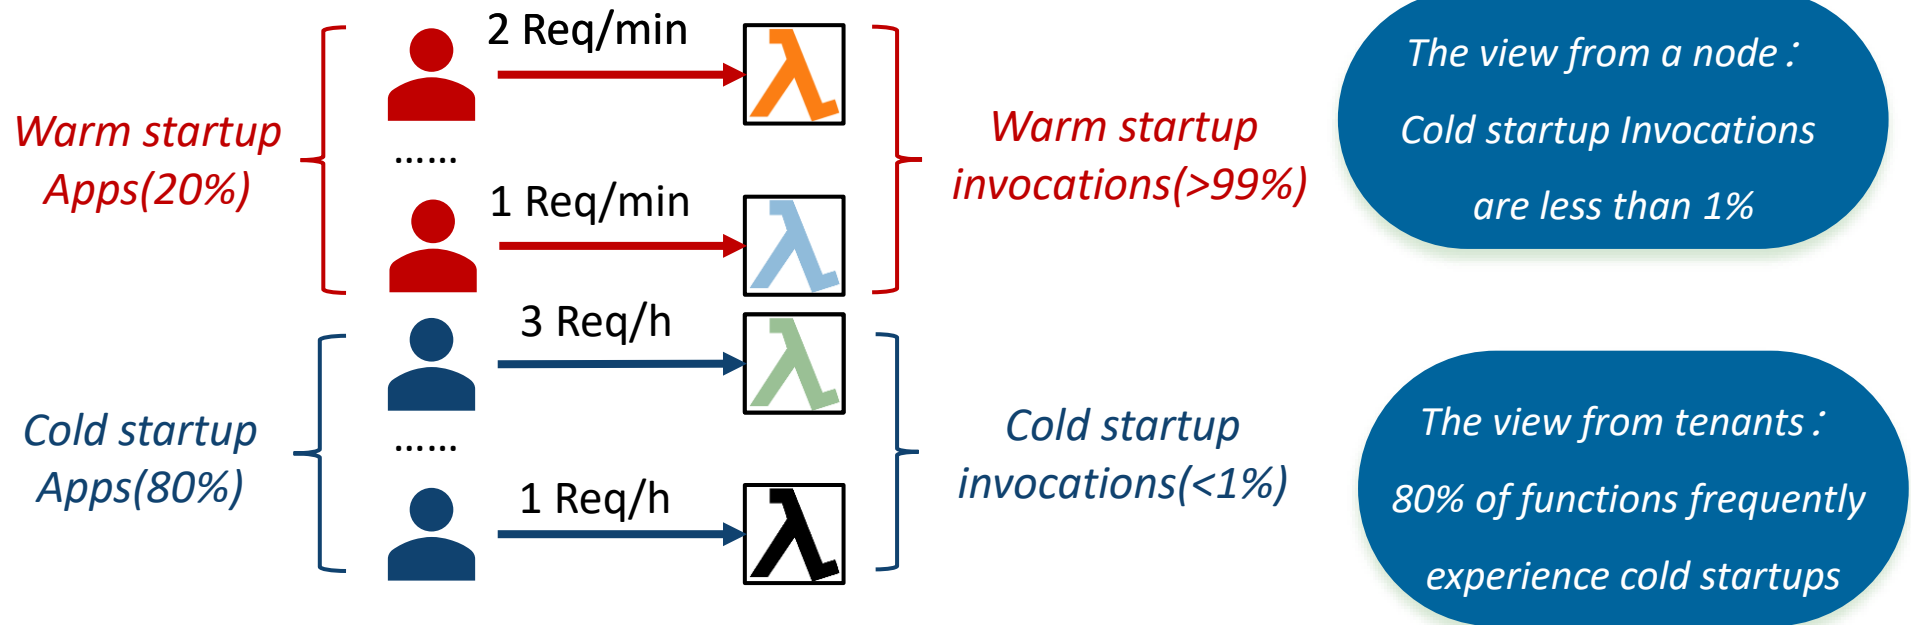 Warm startup
Apps(20%)
2 Req/min
......
1 Req/min
Warm startup
invocations(>99%)
The view from a node：
Cold startup Invocations
are less than 1%
Cold startup
Apps(80%)
3 Req/h
......
1 Req/h
Cold startup
invocations(<1%)
The view from tenants：
80% of functions frequently
experience cold startups